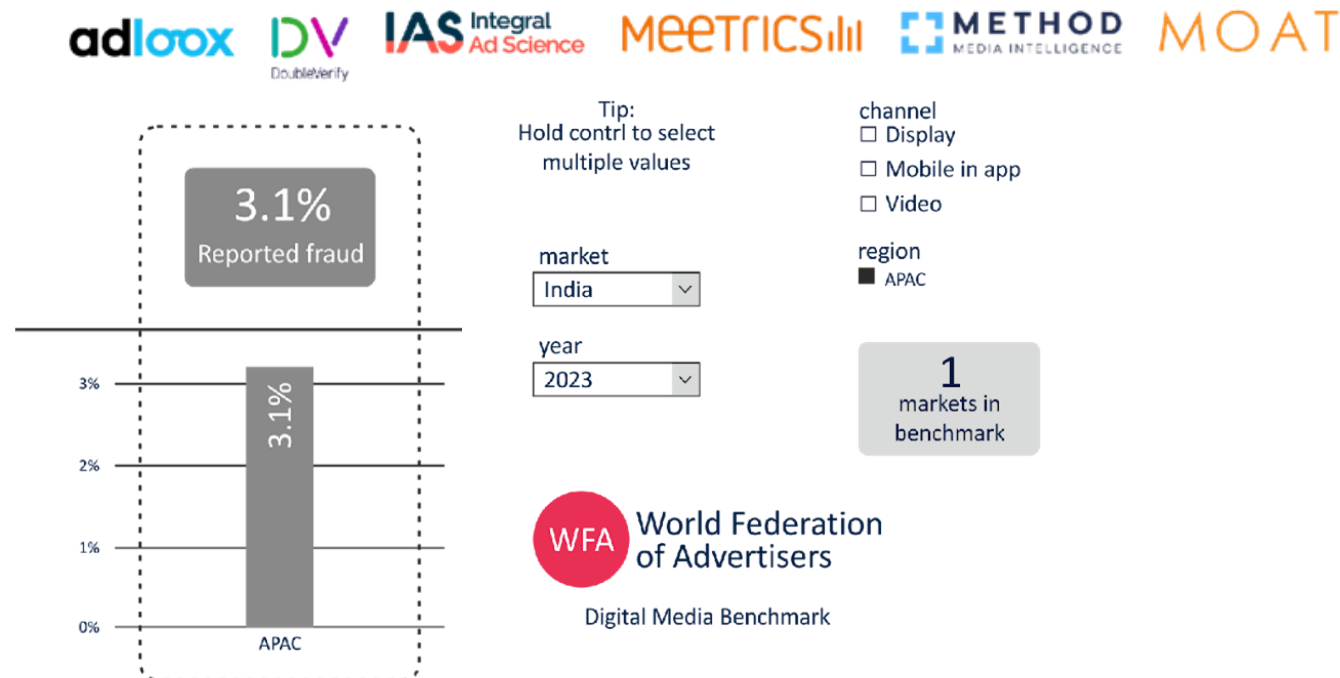 adloox
DV
DoubleVerify
IAS Integral
Ad Science
MeeTRICS
METHOD
MEDIA INTELLIGENCE
MOAT
3.1%
Reported fraud
3%
2%
1%
0%
3.1%
APAC
Tip:
Hold contrl to select
multiple values
market
India
year
2023
channel
Display
Mobile in app
Video
region
APAC
1
markets in
benchmark
WFA
World Federation
of Advertisers
Digital Media Benchmark